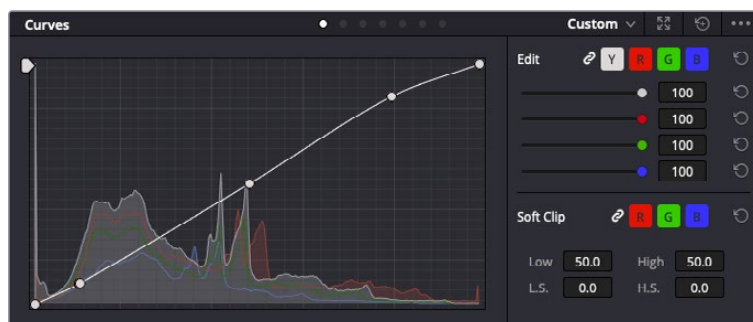 Curves
Custom
Edit Y R G B
100
100
100
100
Soft Clip R G B
Low 50.0 High 50.0
L.S. 0.0 H.S. 0.0